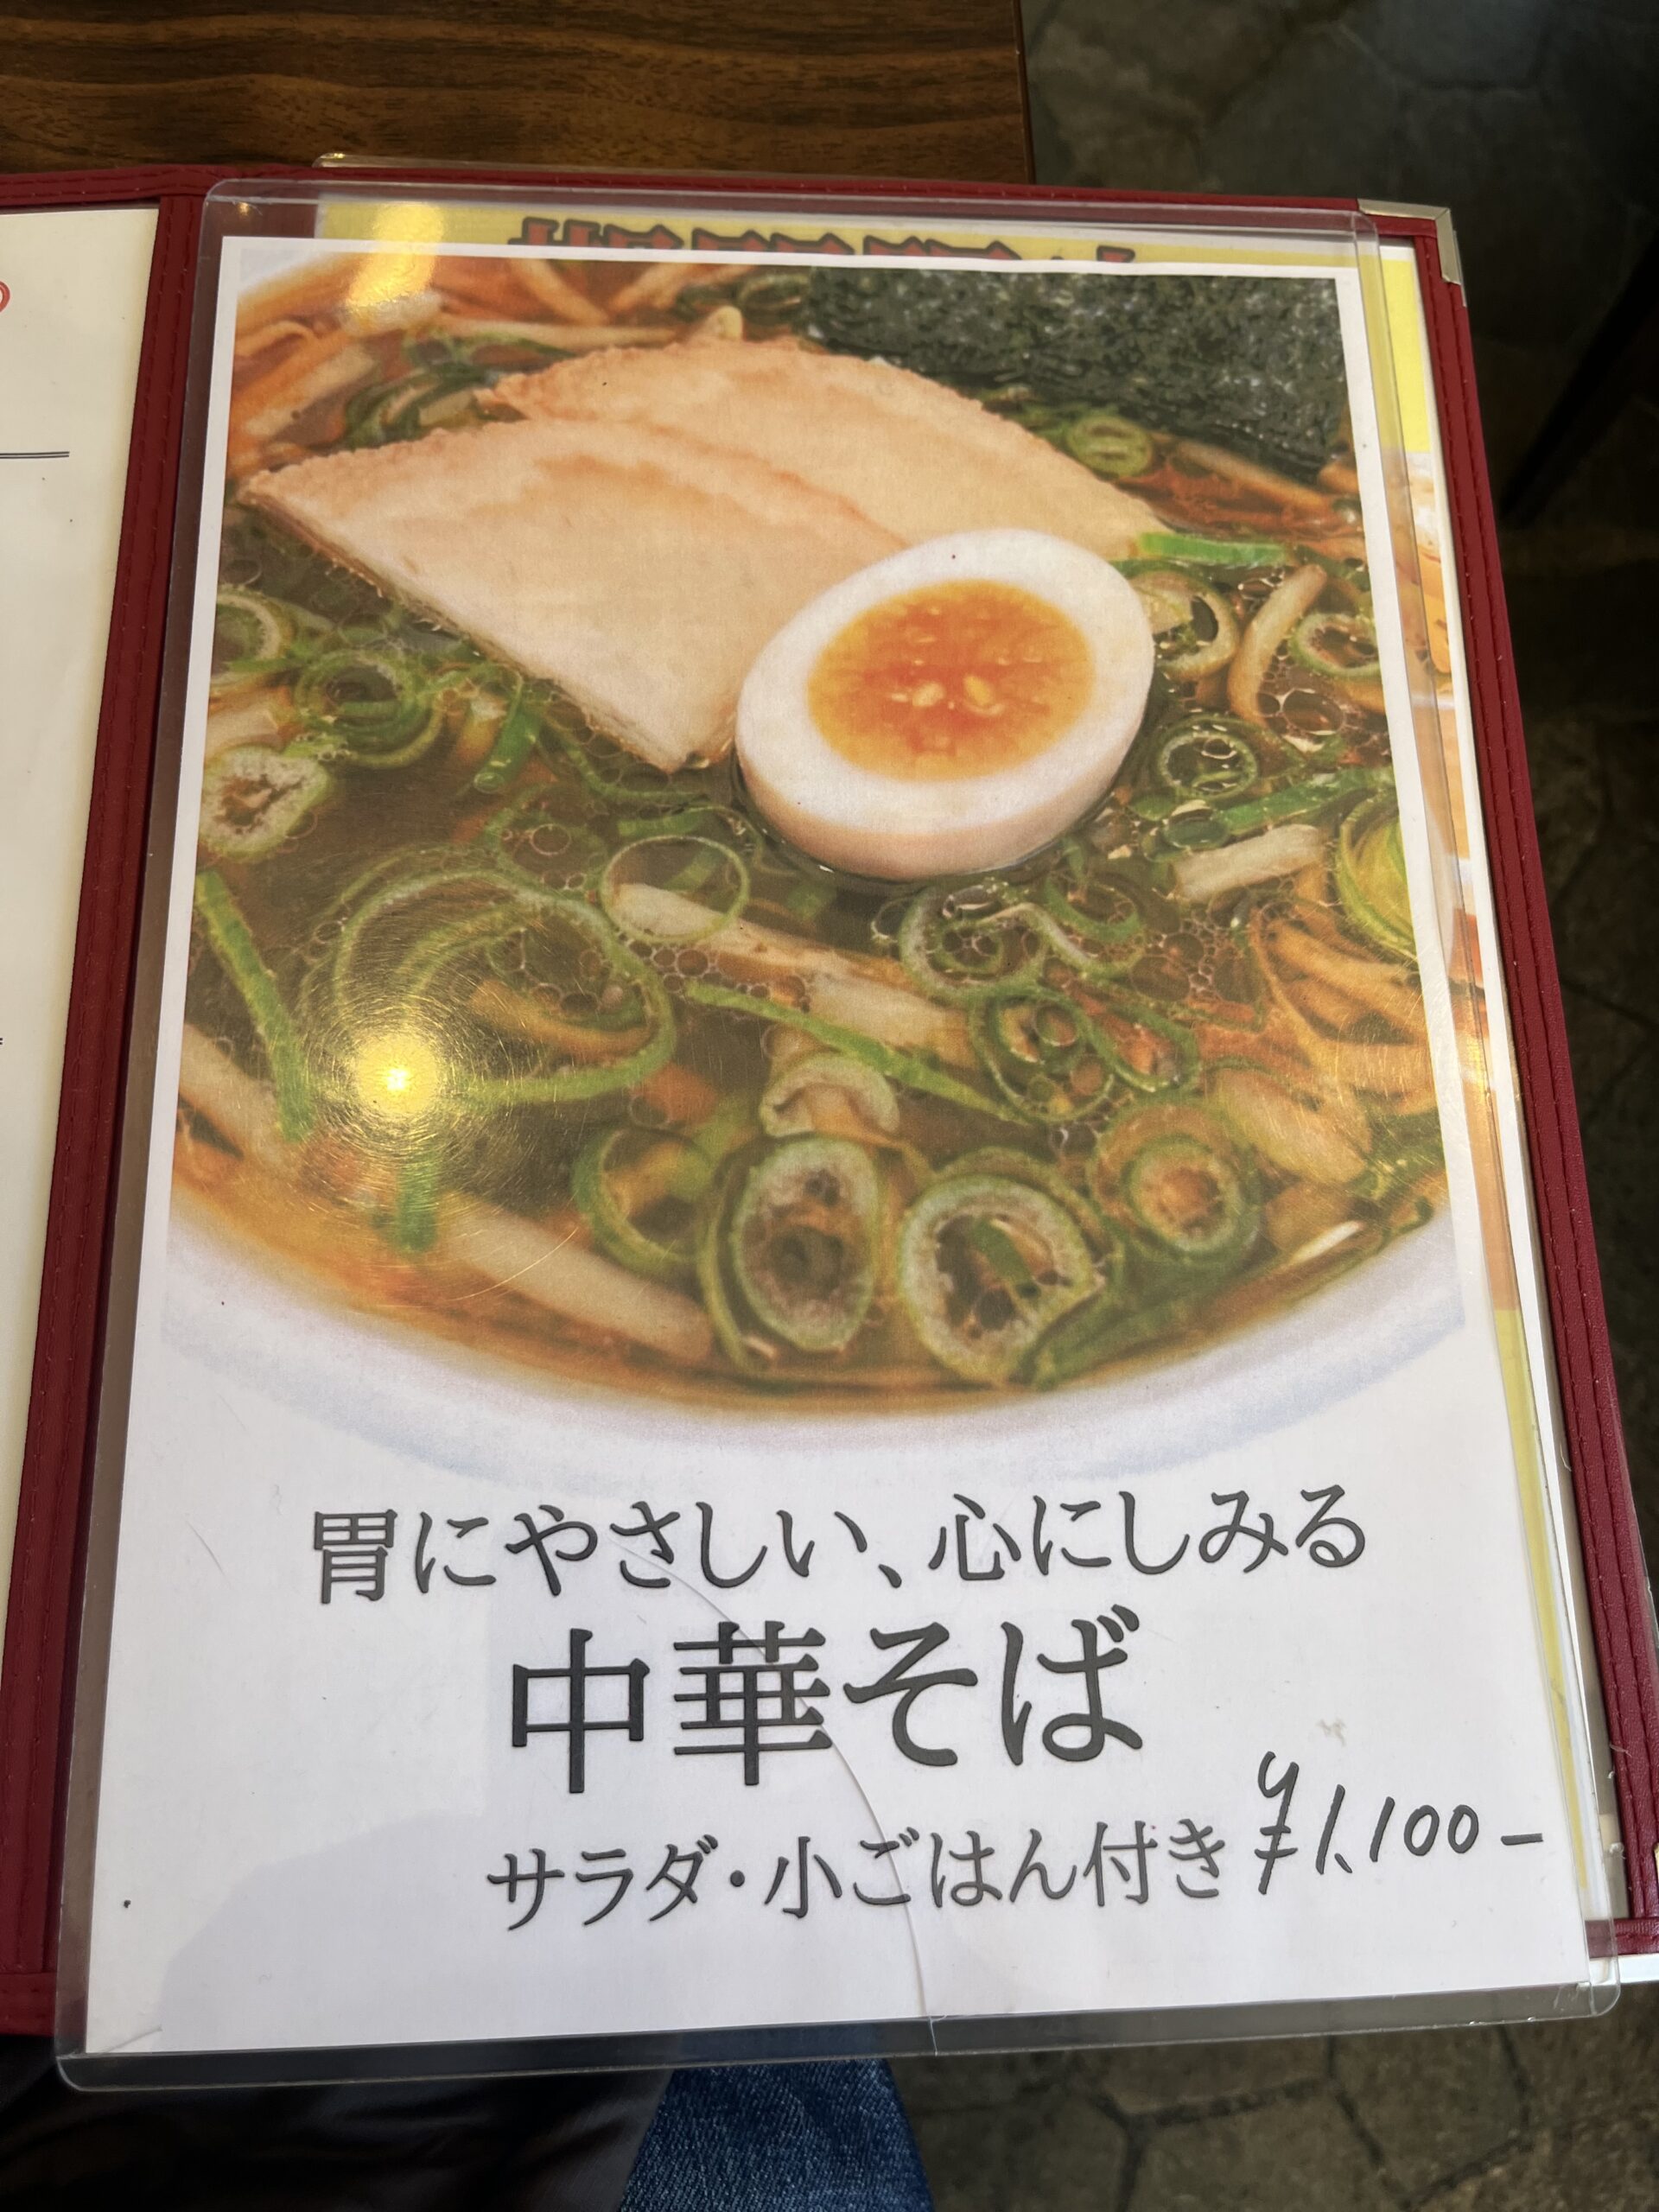 胃にやさしい、心にしみる
中華そば
サラダ・小ごはん付き ¥1,100-